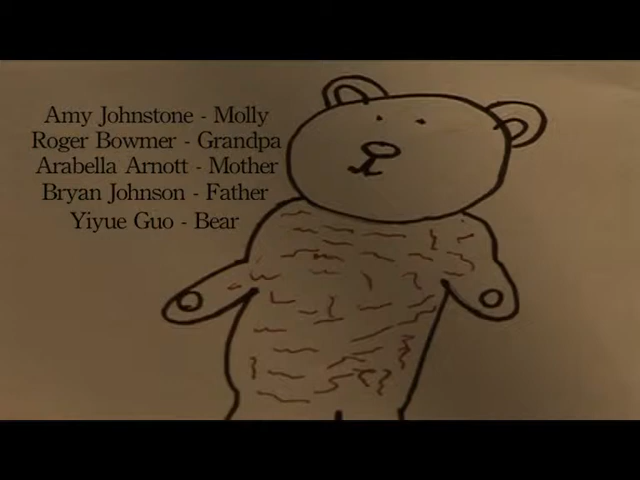 Amy Johnstone - Molly
Roger Bowmer - Grandpa
Arabella Arnott - Mother
Bryan Johnson - Father
Yiyue Guo - Bear